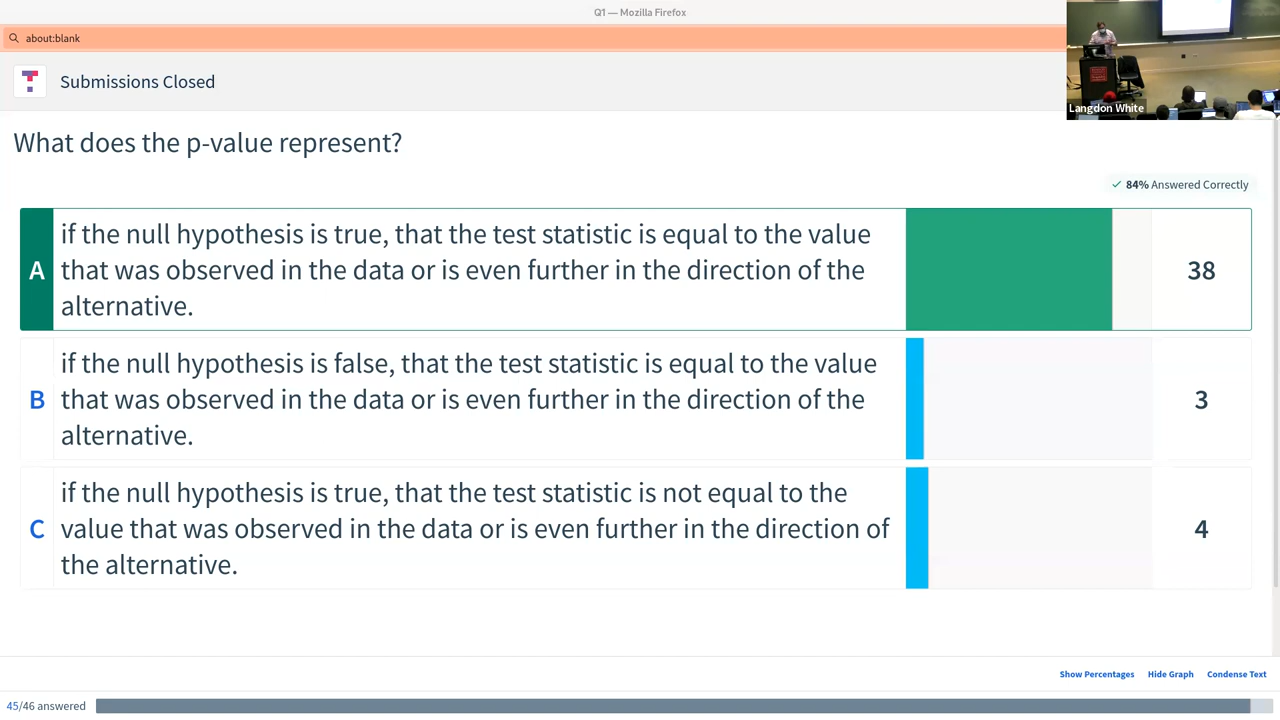 Q1 — Mozilla Firefox
about:blank
Langdon White
Submissions Closed
What does the p-value represent?
84% Answered Correctly
A
if the null hypothesis is true, that the test statistic is equal to the value
that was observed in the data or is even further in the direction of the
alternative.
38
B
if the null hypothesis is false, that the test statistic is equal to the value
that was observed in the data or is even further in the direction of the
alternative.
3
C
if the null hypothesis is true, that the test statistic is not equal to the
value that was observed in the data or is even further in the direction of
the alternative.
4
Show Percentages Hide Graph Condense Text
45/46 answered